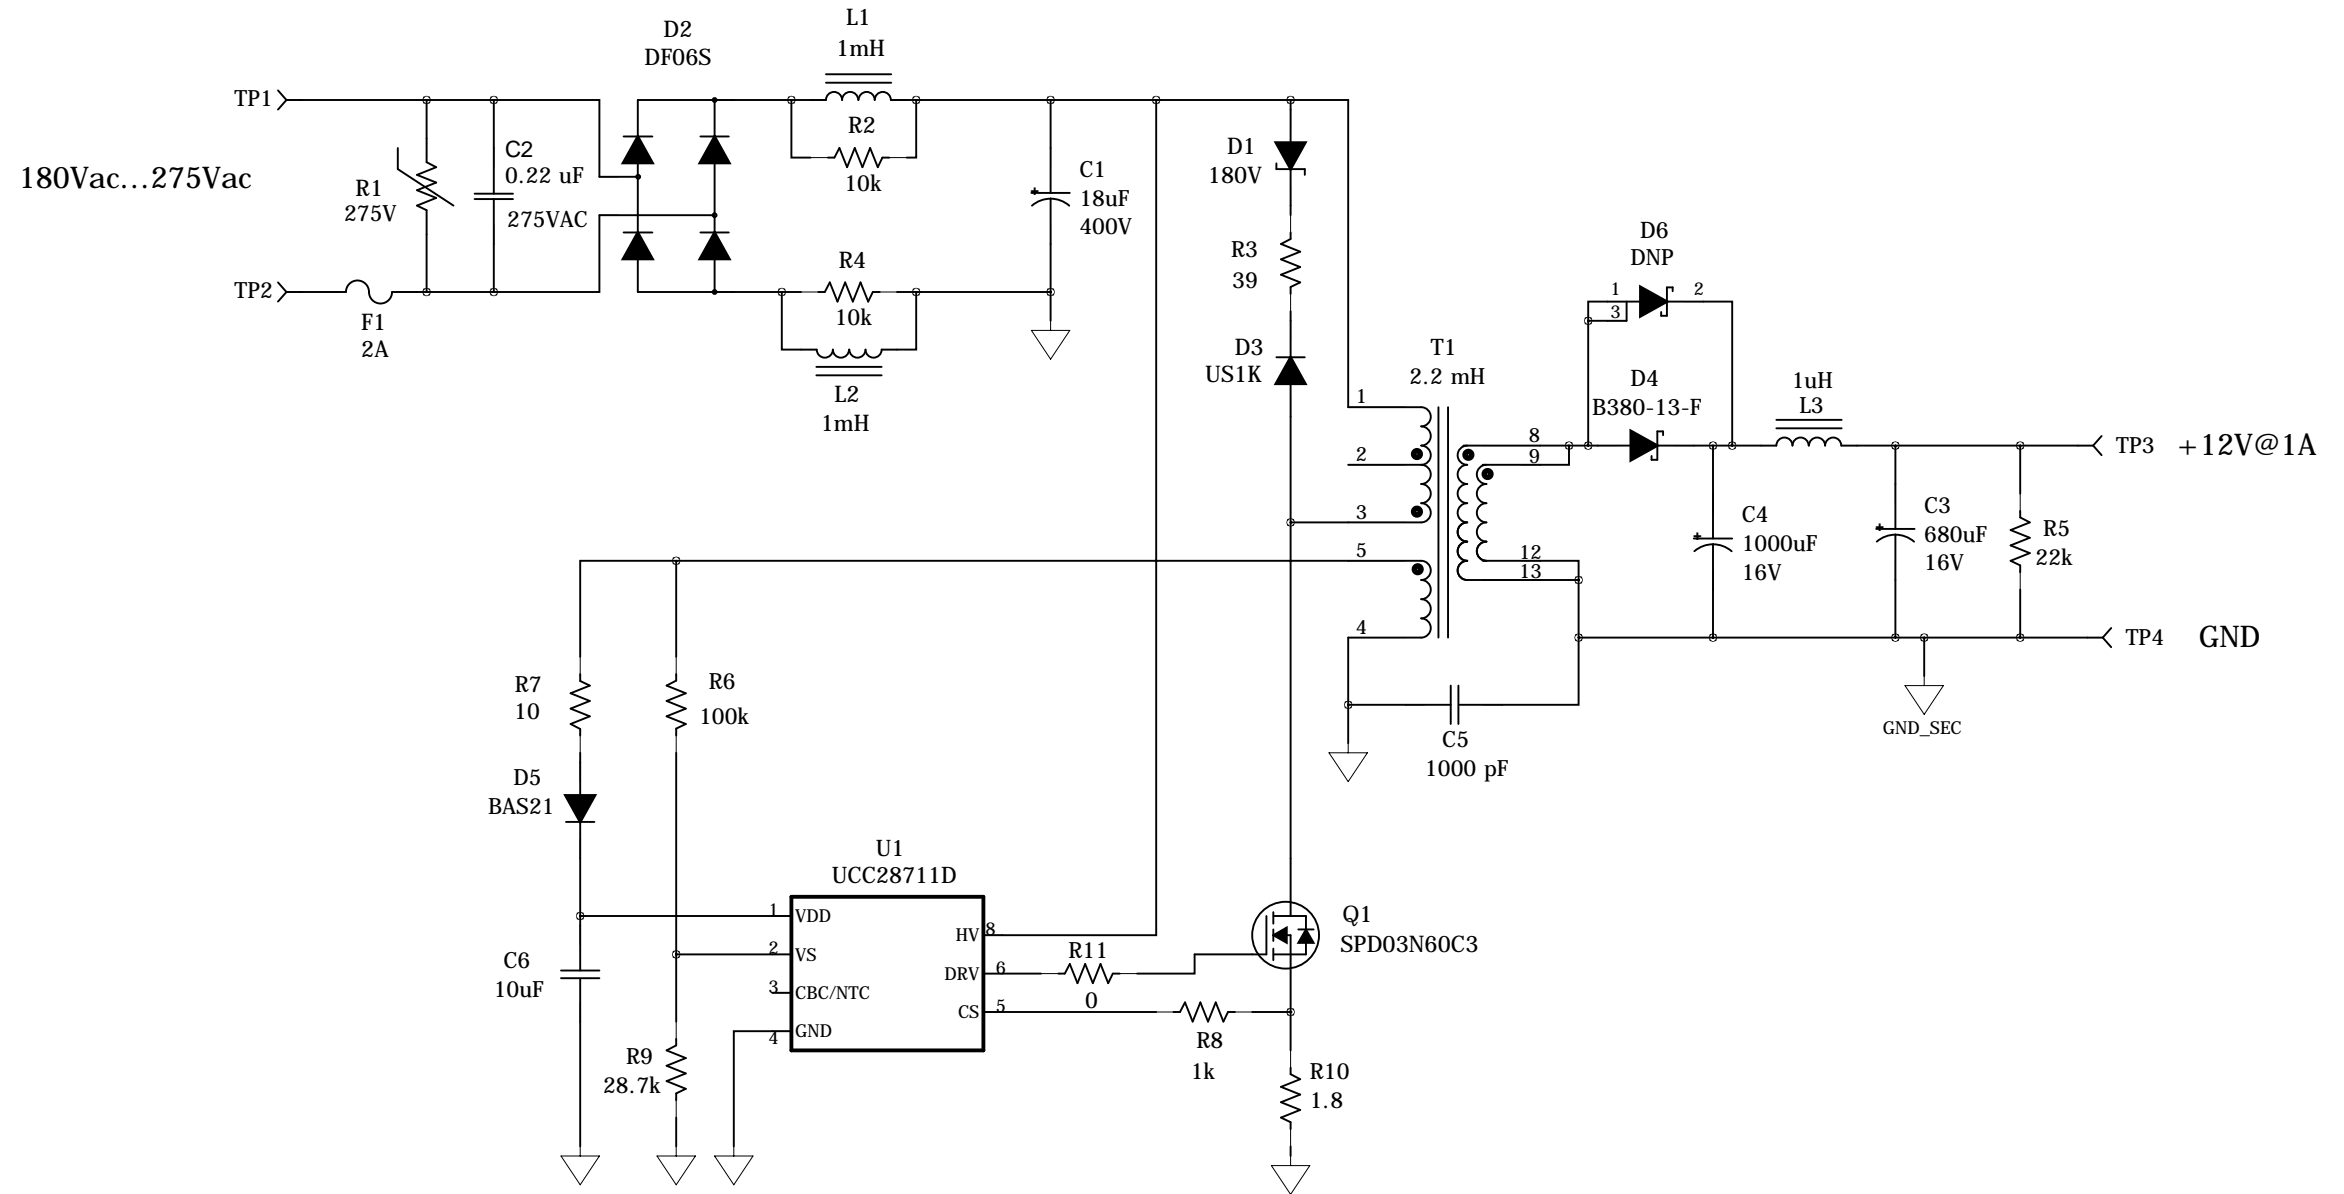 L1
1mH
D2
DF06S
TP1
R2
10k
180Vac...275Vac
R1
275V
C2
0.22 uF
275VAC
C1
18uF
400V
D1
180V
R3
39
R4
10k
TP2
F1
2A
L2
1mH
D3
US1K
D6
DNP
1
3
2
T1
2.2 mH
D4
B380-13-F
1uH
L3
1
2
3
5
4
8
9
12
13
TP3
+12V@1A
C4
1000uF
16V
C3
680uF
16V
R5
22k
TP4
GND
GND_SEC
C5
1000 pF
R7
10
R6
100k
D5
BAS21
U1
UCC28711D
1
VDD
2
VS
3
CBC/NTC
4
GND
HV
8
DRV
6
CS
5
C6
10uF
R9
28.7k
R11
0
R8
1k
Q1
SPD03N60C3
R10
1.8